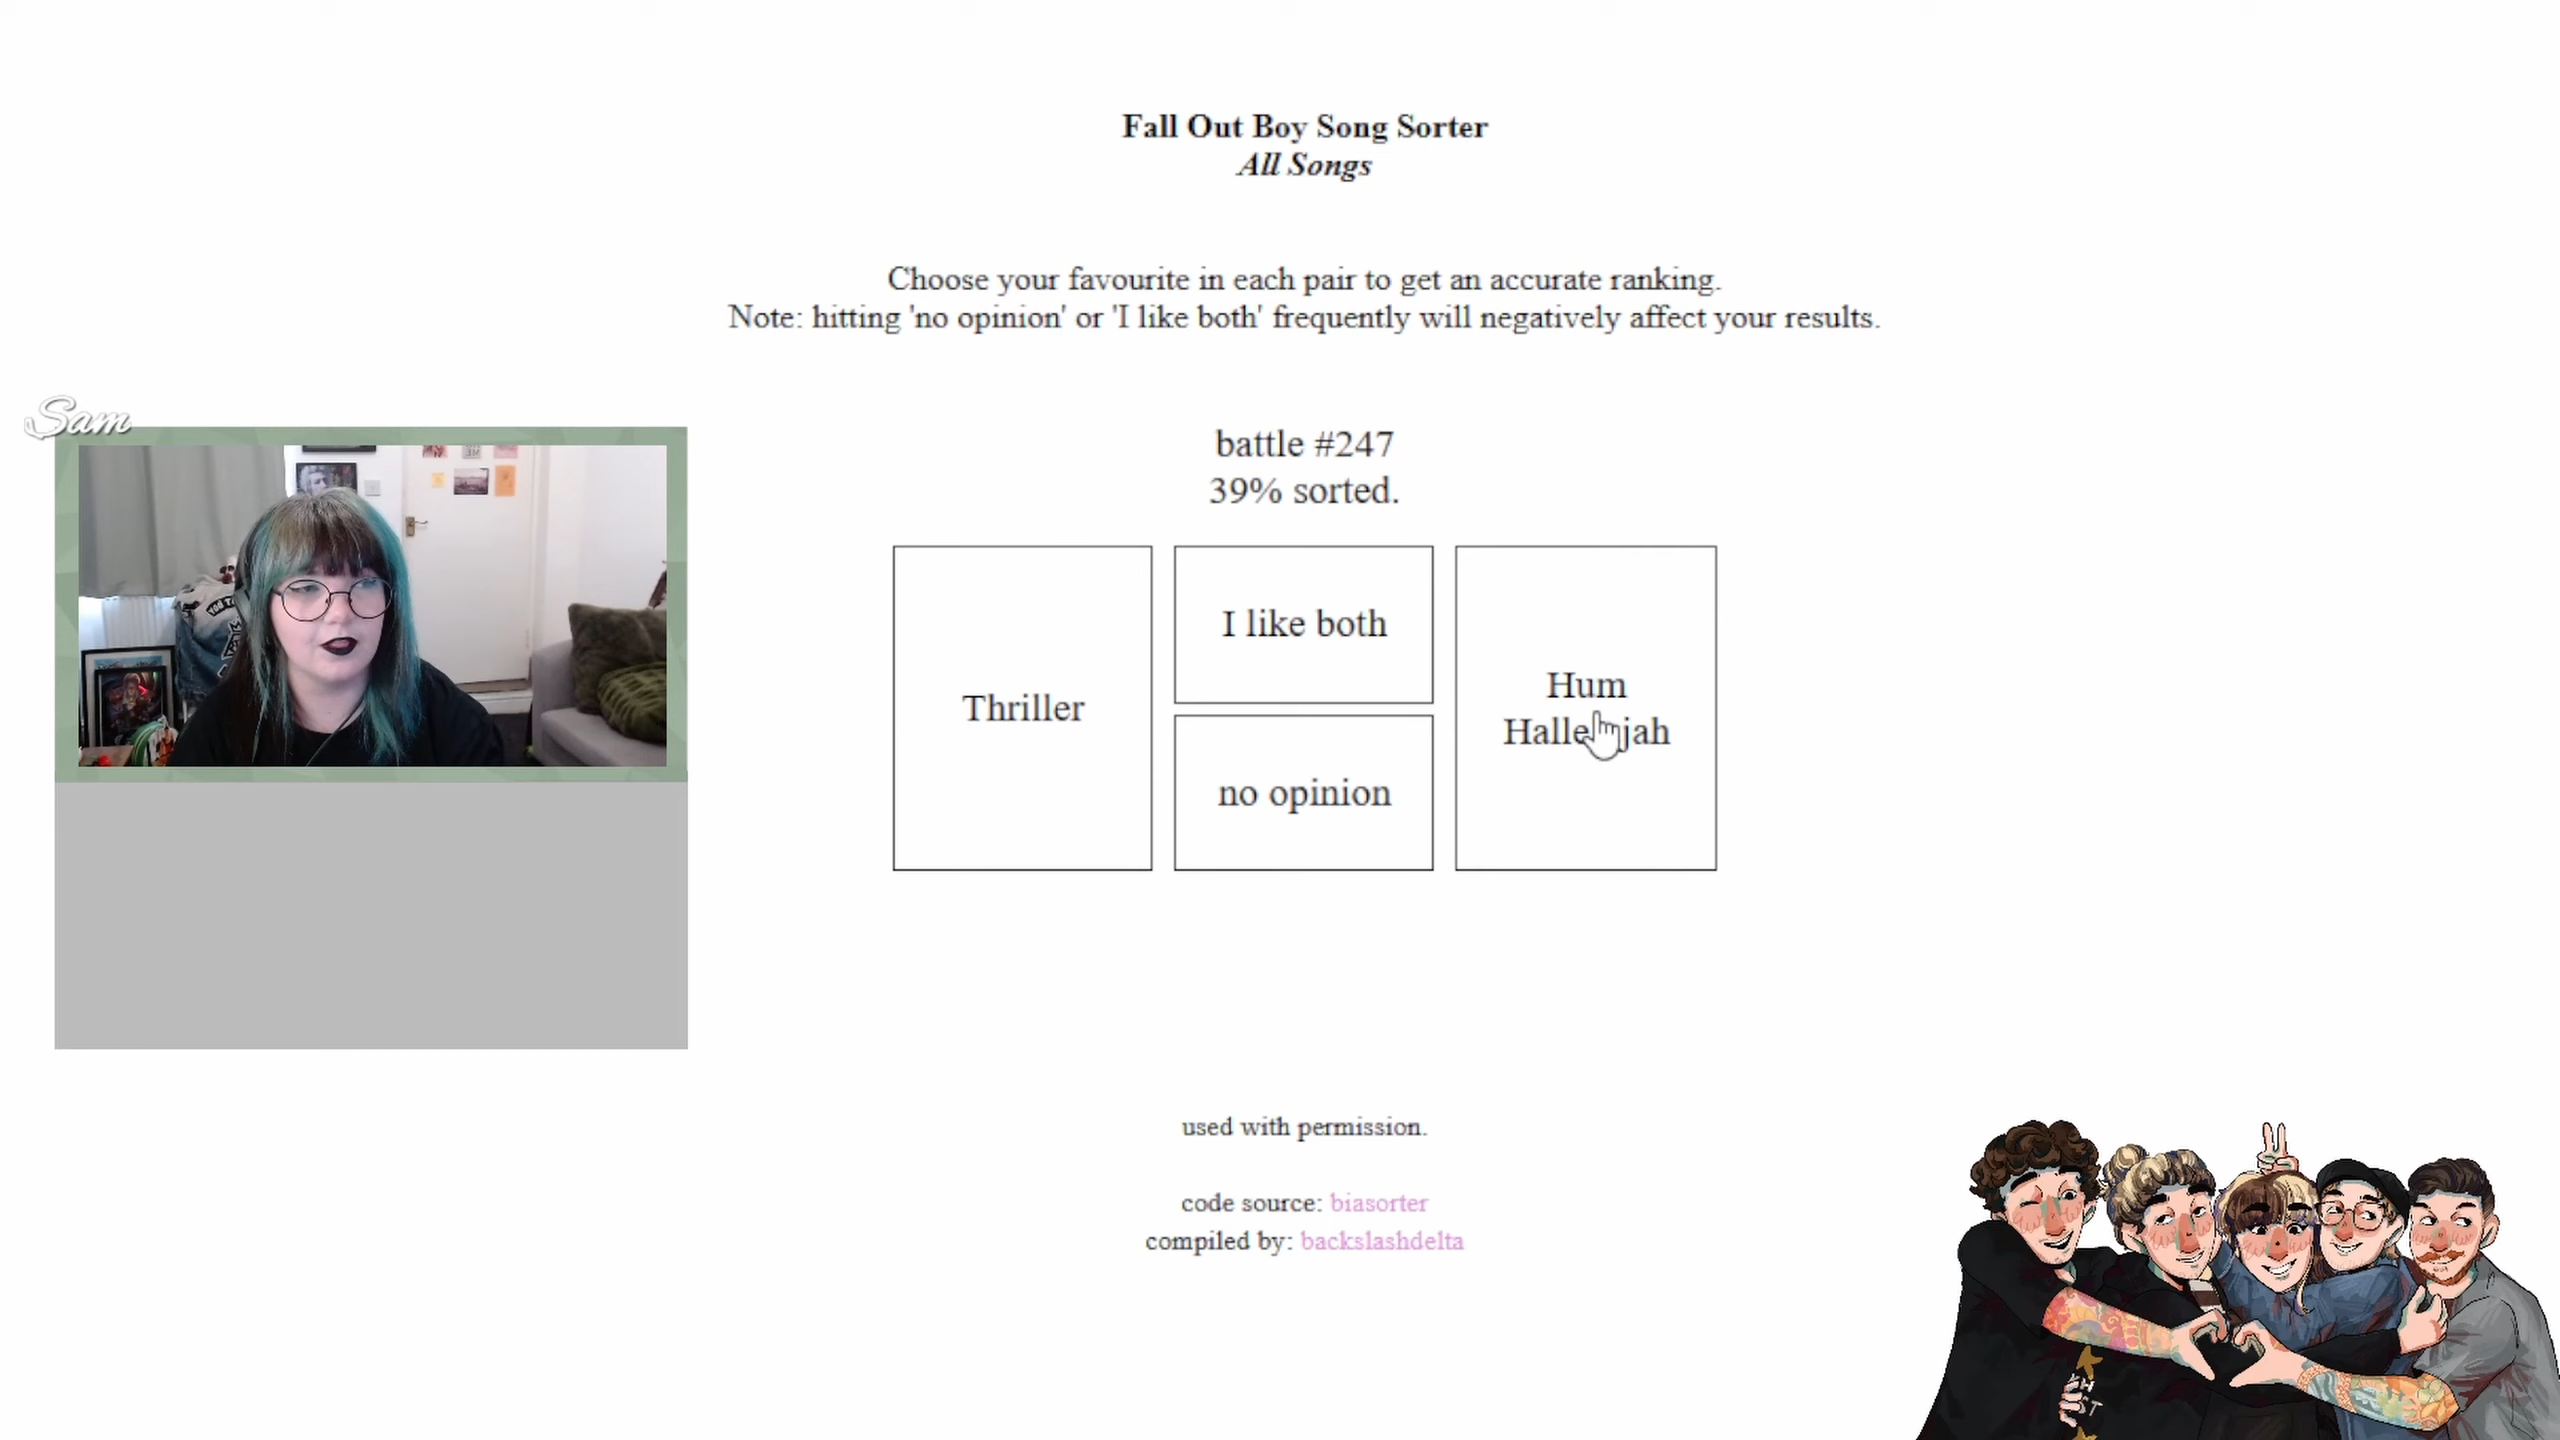 Fall Out Boy Song Sorter
All Songs
Choose your favourite in each pair to get an accurate ranking.
Note: hitting 'no opinion' or 'I like both' frequently will negatively affect your results.
Sam
battle #247
39% sorted.
Thriller
I like both
no opinion
Hum
used with permission.
code source: biasorter
compiled by: backslashdelta